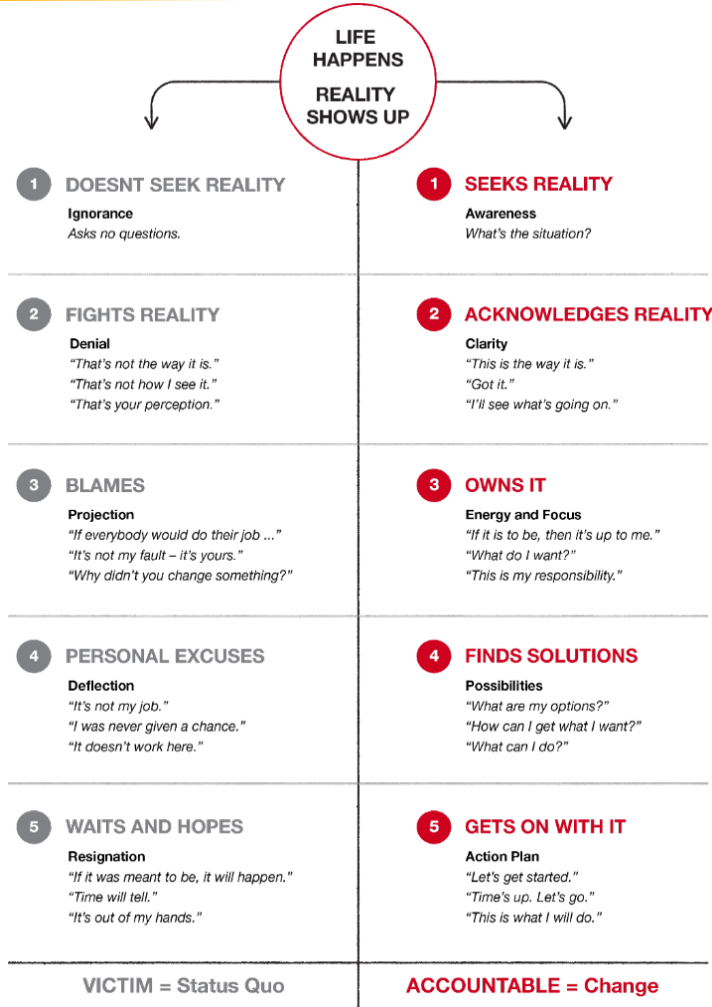 LIFE
HAPPENS
REALITY
SHOWS UP
1 DOESNT SEEK REALITY
Ignorance
Asks no questions.
2 FIGHTS REALITY
Denial
“That’s not the way it is.”
“That’s not how I see it.”
“That’s your perception.”
3 BLAMES
Projection
“If everybody would do their job ...”
“It’s not my fault – it’s yours.”
“Why didn’t you change something?”
4 PERSONAL EXCUSES
Deflection
“It’s not my job.”
“I was never given a chance.”
“It doesn’t work here.”
5 WAITS AND HOPES
Resignation
“If it was meant to be, it will happen.”
“Time will tell.”
“It’s out of my hands.”
VICTIM = Status Quo
1 SEEKS REALITY
Awareness
What’s the situation?
2 ACKNOWLEDGES REALITY
Clarity
“This is the way it is.”
“Got it.”
“I’ll see what’s going on.”
3 OWNS IT
Energy and Focus
“If it is to be, then it’s up to me.”
“What do I want?”
“This is my responsibility.”
4 FINDS SOLUTIONS
Possibilities
“What are my options?”
“How can I get what I want?”
“What can I do?”
5 GETS ON WITH IT
Action Plan
“Let’s get started.”
“Time’s up. Let’s go.”
“This is what I will do.”
ACCOUNTABLE = Change